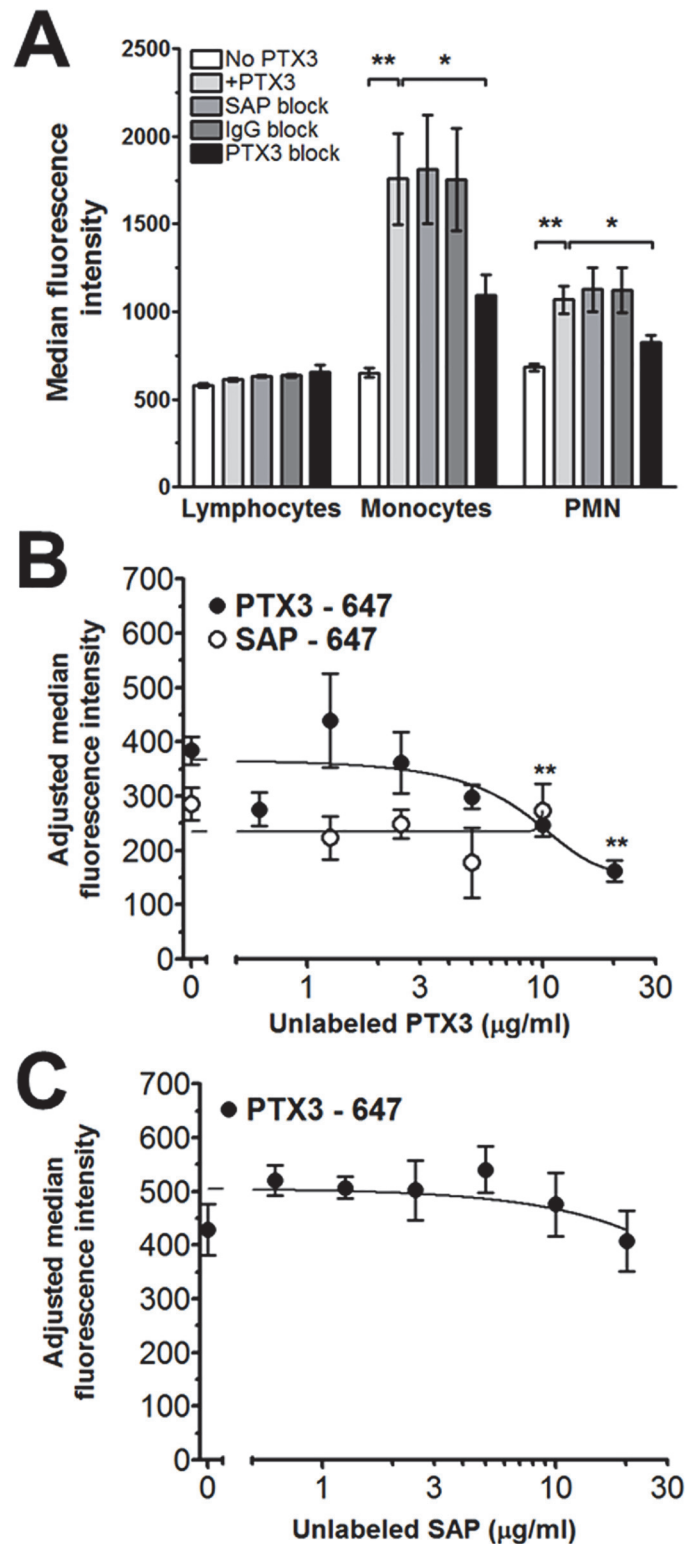 A
Median fluorescence
intensity
2500
2000
1500
1000
500
0
No PTX3
+PTX3
SAP block
IgG block
PTX3 block
** *
** *
Lymphocytes Monocytes PMN
B
Adjusted median
fluorescence intensity
700
600
500
400
300
200
100
0
PTX3 - 647
SAP - 647
**
**
0 1 3 10 30
Unlabeled PTX3 (µg/ml)
C
Adjusted median
fluorescence intensity
700
600
500
400
300
200
100
0
PTX3 - 647
0 1 3 10 30
Unlabeled SAP (µg/ml)